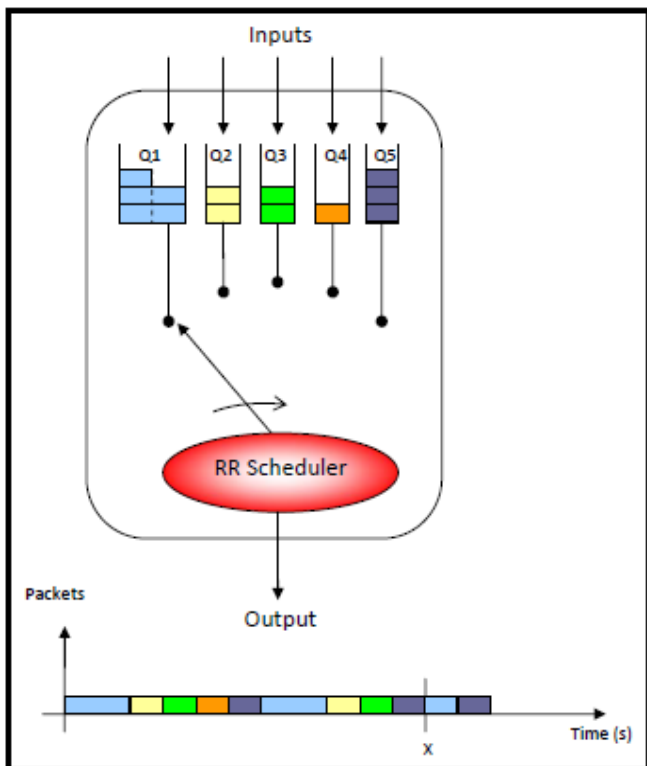 Inputs
Q1 Q2 Q3 Q4 Q5
RR Scheduler
Output
Packets
Time (s)
X